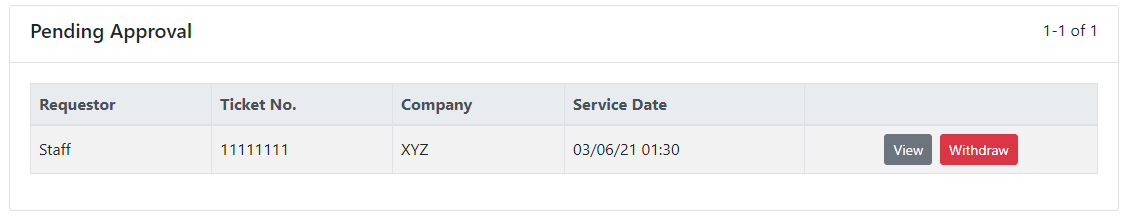 Pending Approval 1-1 of 1
Requestor Ticket No. Company Service Date
Staff 11111111 XYZ 03/06/21 01:30 View Withdraw